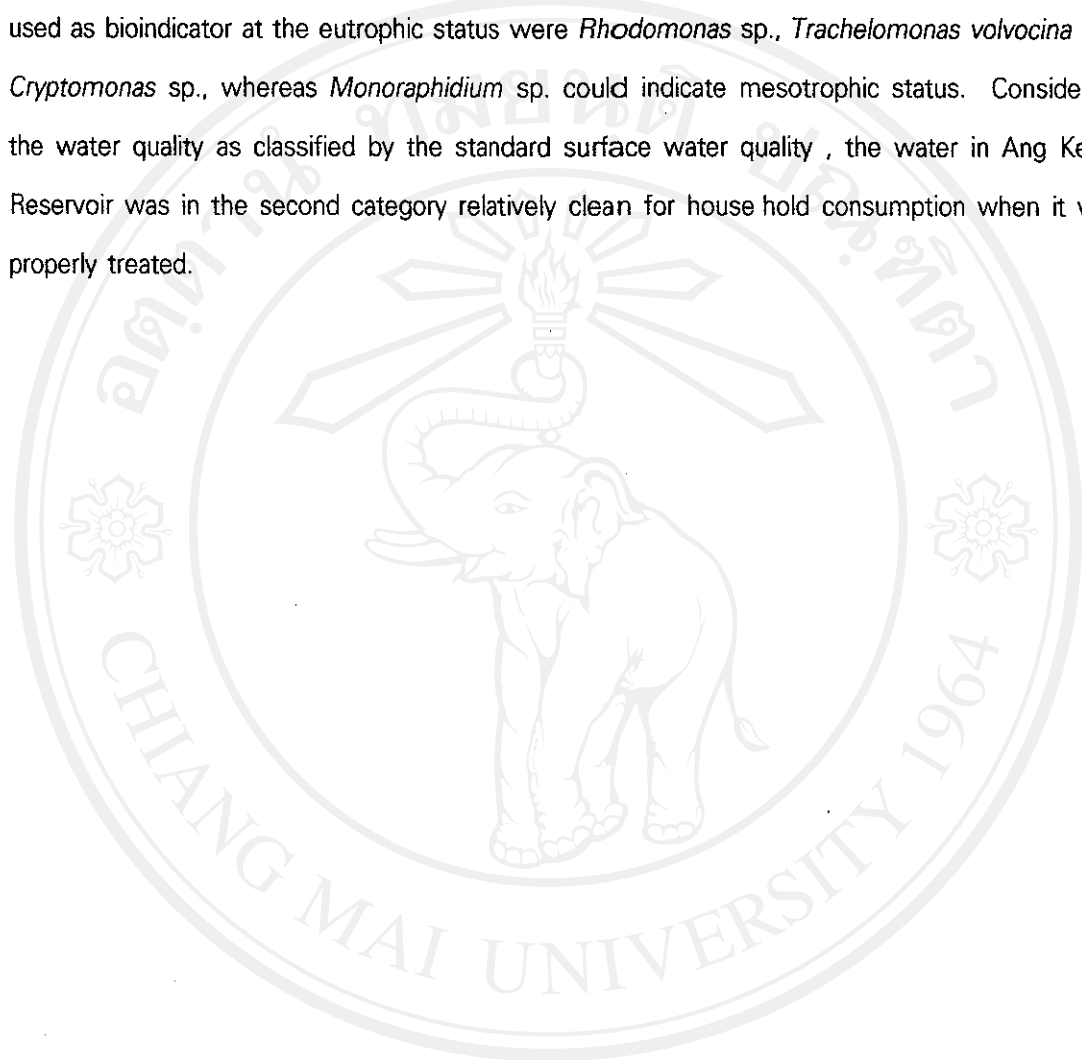 used as bioindicator at the eutrophic status were Rhodomonas sp., Trachelomonas volvocina
Cryptomonas sp., whereas Monoraphidium sp. could indicate mesotrophic status. Conside
the water quality as classified by the standard surface water quality , the water in Ang Ke
Reservoir was in the second category relatively clean for house hold consumption when it
properly treated.
CHIANG MAI UNIVERSITY 1964